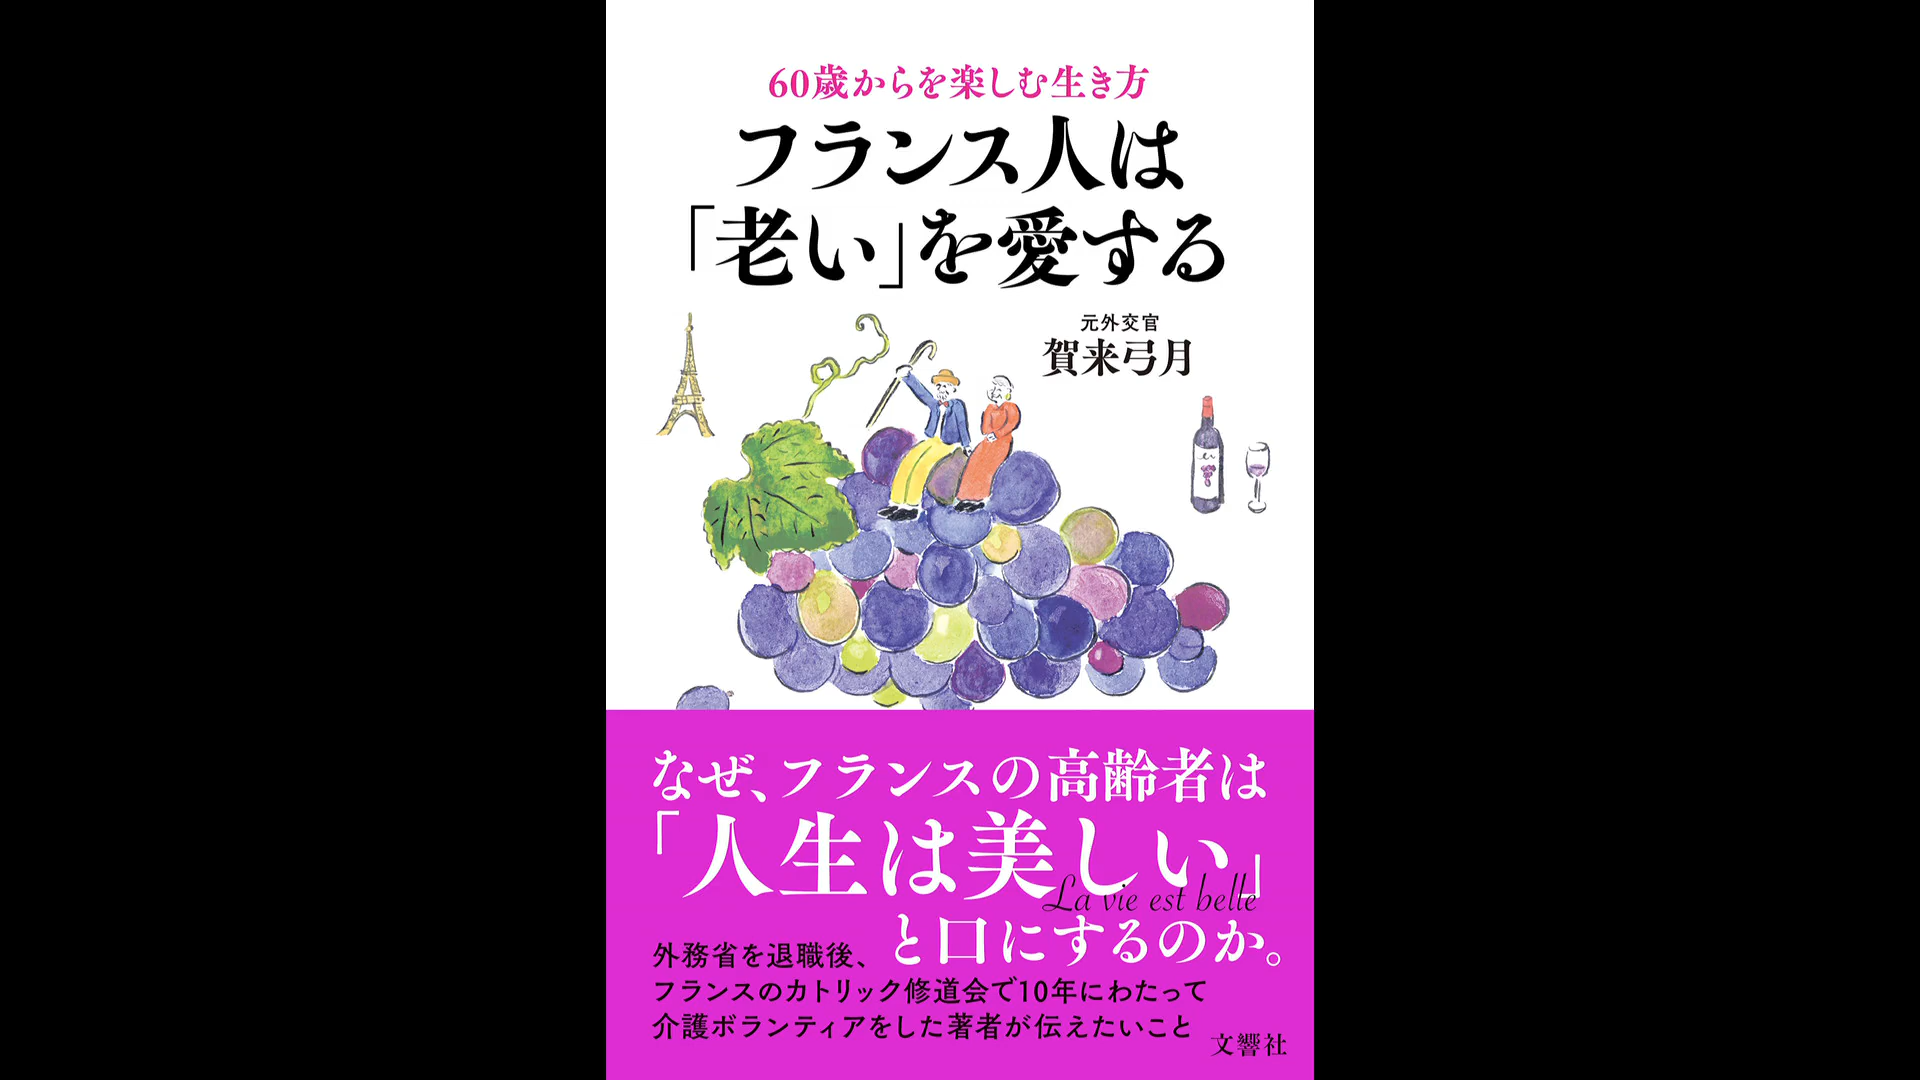 60歳からを楽しむ生き方
フランス人は
「老い」を愛する
元外交官
賀来弓月
なぜ、フランスの高齢者は
「人生は美しい」
La vie est belle
と口にするのか。
外務省を退職後、
フランスのカトリック修道会で10年にわたって
介護ボランティアをした著者が伝えたいこと
文響社